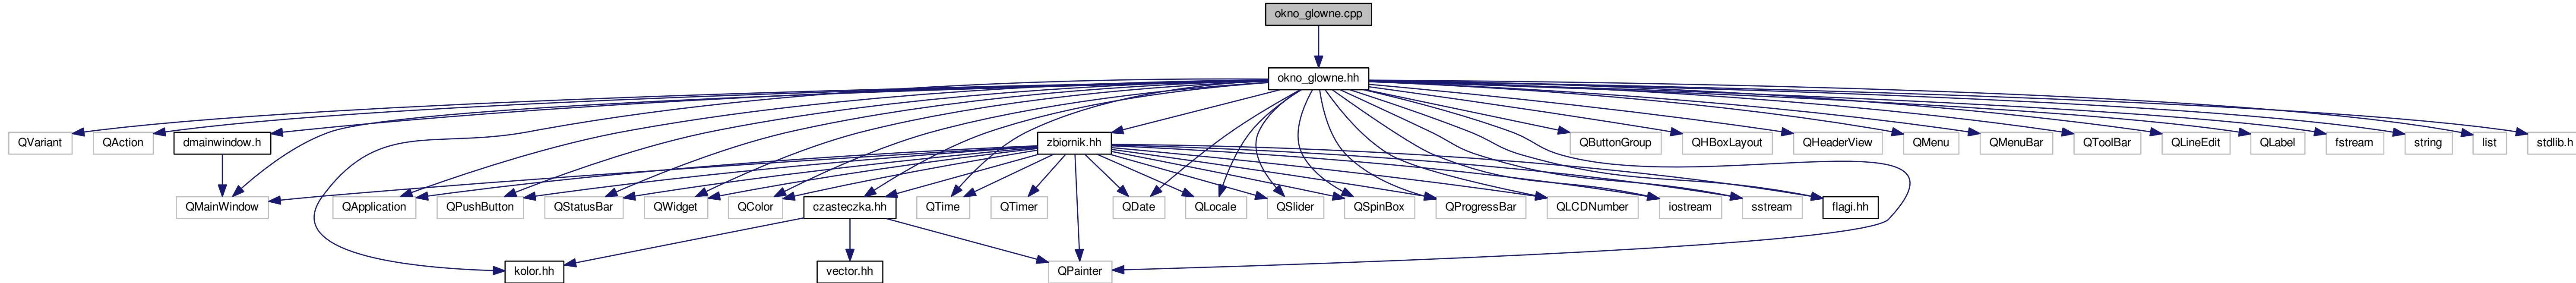 okno_glowne.cpp
okno_glowne.hh
QVariant
QAction
dmainwindow.h
zbiornik.hh
QButtonGroup
QHBoxLayout
QHeaderView
QMenu
QMenuBar
QToolBar
QLineEdit
QLabel
fstream
string
list
stdlib.h
QMainWindow
QApplication
QPushButton
QStatusBar
QWidget
QColor
czasteczka.hh
QTime
QTimer
QDate
QLocale
QSlider
QSpinBox
QProgressBar
QLCDNumber
iostream
sstream
flagi.hh
kolor.hh
vector.hh
QPainter